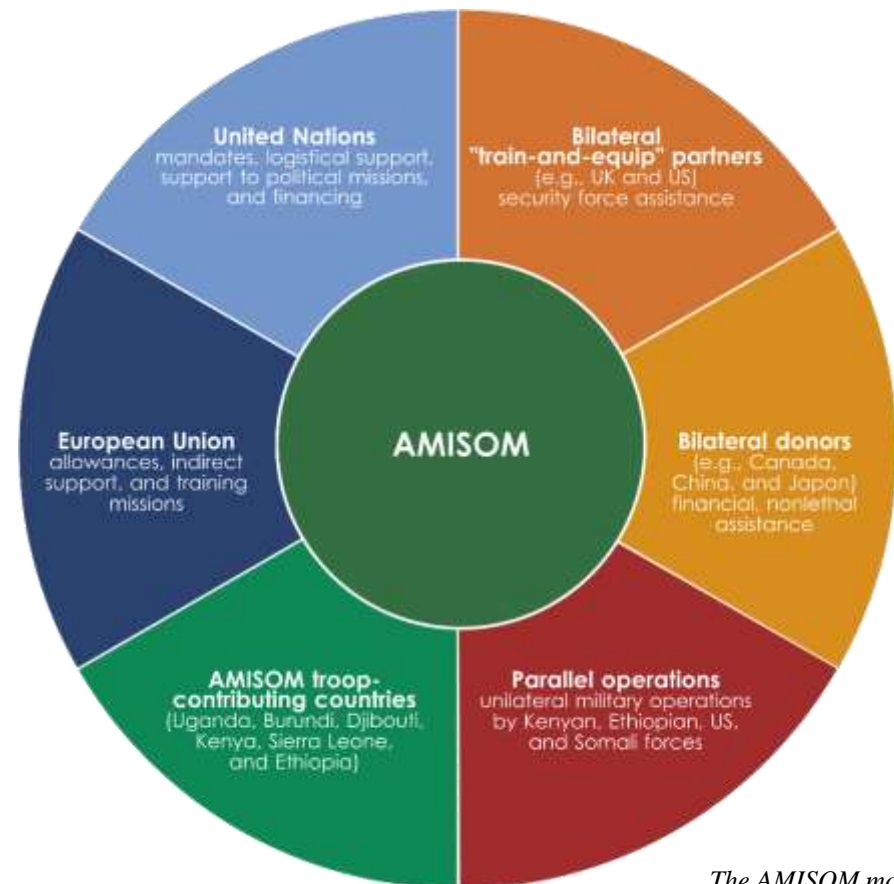 United Nations
mandates, logistical support,
support to political missions,
and financing
Bilateral
"train-and-equip" partners
(e.g., UK and US)
security force assistance
European Union
allowances, indirect
support, and training
missions
AMISOM
Bilateral donors
(e.g., Canada,
China, and Japan)
financial, nonlethal
assistance
AMISOM troop-
contributing countries
(Uganda, Burundi, Djibouti,
Kenya, Sierra Leone,
and Ethiopia)
Parallel operations
unilateral military operations
by Kenyan, Ethiopian, US,
and Somali forces
The AMISOM